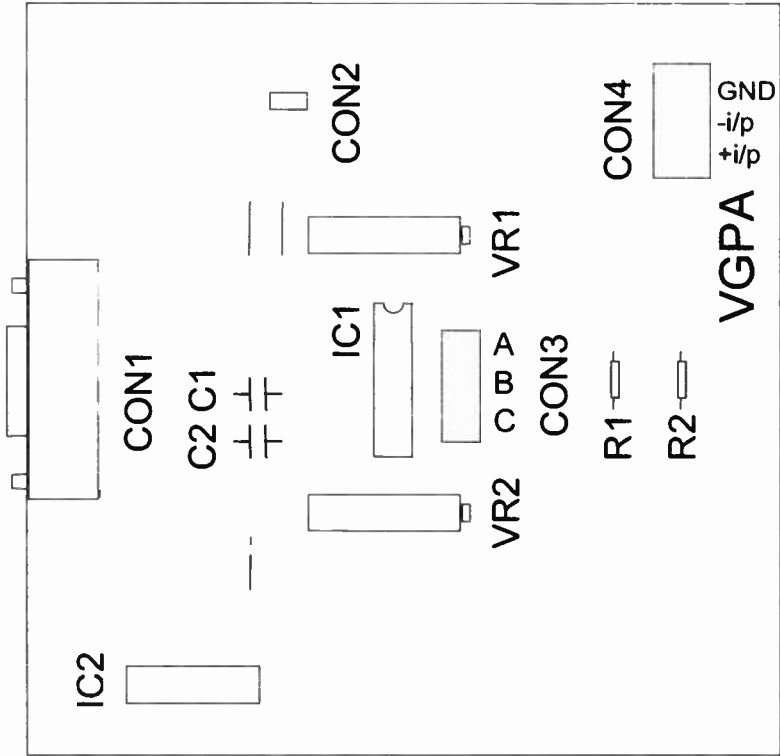 CON2
CON4
GND
-i/p
+i/p
VR1
VGPA
CON1
IC1
C1
C2
A
B
C
CON3
R1
R2
VR2
IC2